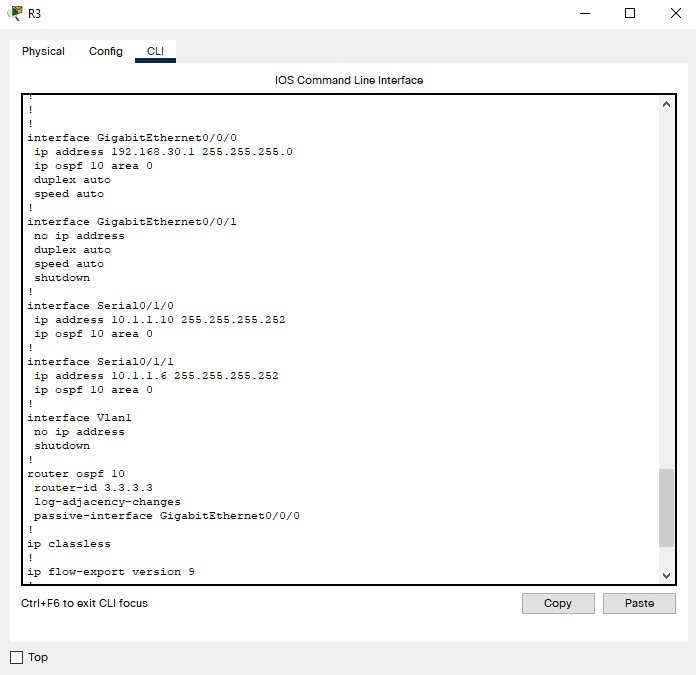 R3
Physical Config CLI
IOS Command Line Interface
!
!
!
interface GigabitEthernet0/0/0
 ip address 192.168.30.1 255.255.255.0
 ip ospf 10 area 0
 duplex auto
 speed auto
!
interface GigabitEthernet0/0/1
 no ip address
 duplex auto
 speed auto
 shutdown
!
interface Serial0/1/0
 ip address 10.1.1.10 255.255.255.252
 ip ospf 10 area 0
!
interface Serial0/1/1
 ip address 10.1.1.6 255.255.255.252
 ip ospf 10 area 0
!
interface Vlan1
 no ip address
 shutdown
!
router ospf 10
 router-id 3.3.3.3
 log-adjacency-changes
 passive-interface GigabitEthernet0/0/0
!
ip classless
!
ip flow-export version 9
!
Ctrl+F6 to exit CLI focus
Copy Paste
Top